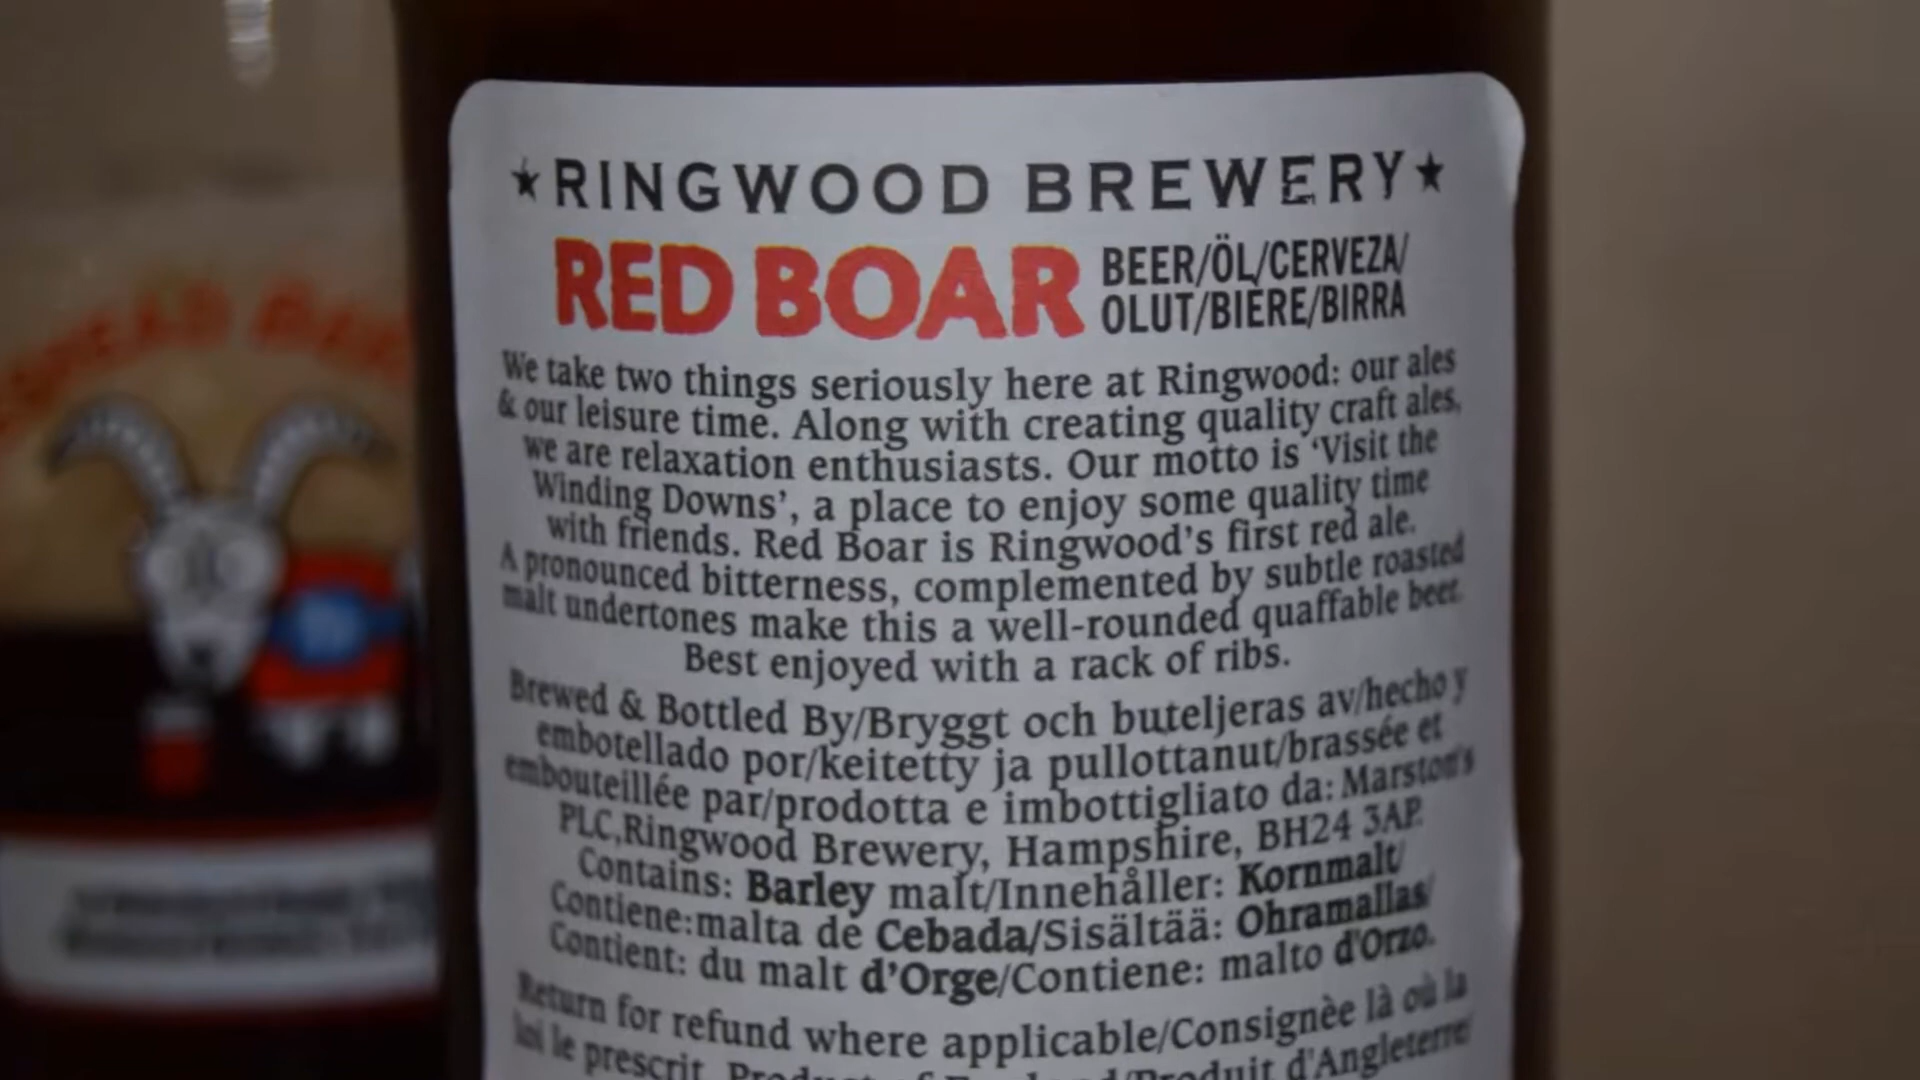 ★RINGWOOD BREWERY★
RED BOAR
BEER/ÖL/CERVEZA/
OLUT/BIERE/BIRRA
We take two things seriously here at Ringwood: our ales
& our leisure time. Along with creating quality craft ales,
we are relaxation enthusiasts. Our motto is ‘Visit the
Winding Downs’, a place to enjoy some quality time
with friends. Red Boar is Ringwood’s first red ale.
A pronounced bitterness, complemented by subtle roasted
malt undertones make this a well-rounded quaffable beer.
Best enjoyed with a rack of ribs.
Brewed & Bottled By/Bryggt och buteljeras av/hecho y
embotellado por/keitetty ja pullottanut/brassée et
embouteillée par/prodotta e imbottigliato da: Marston's
PLC,Ringwood Brewery, Hampshire, BH24 3AP.
Contains: Barley malt/Innehåller: Kornmalt/
Contiene:malta de Cebada/Sisältää: Ohramallas/
Contient: du malt d’Orge/Contiene: malto d'Orzo.
Return for refund where applicable/Consignèe là où la
loi le prescrit. Product of England/Produit d'Angleterre/